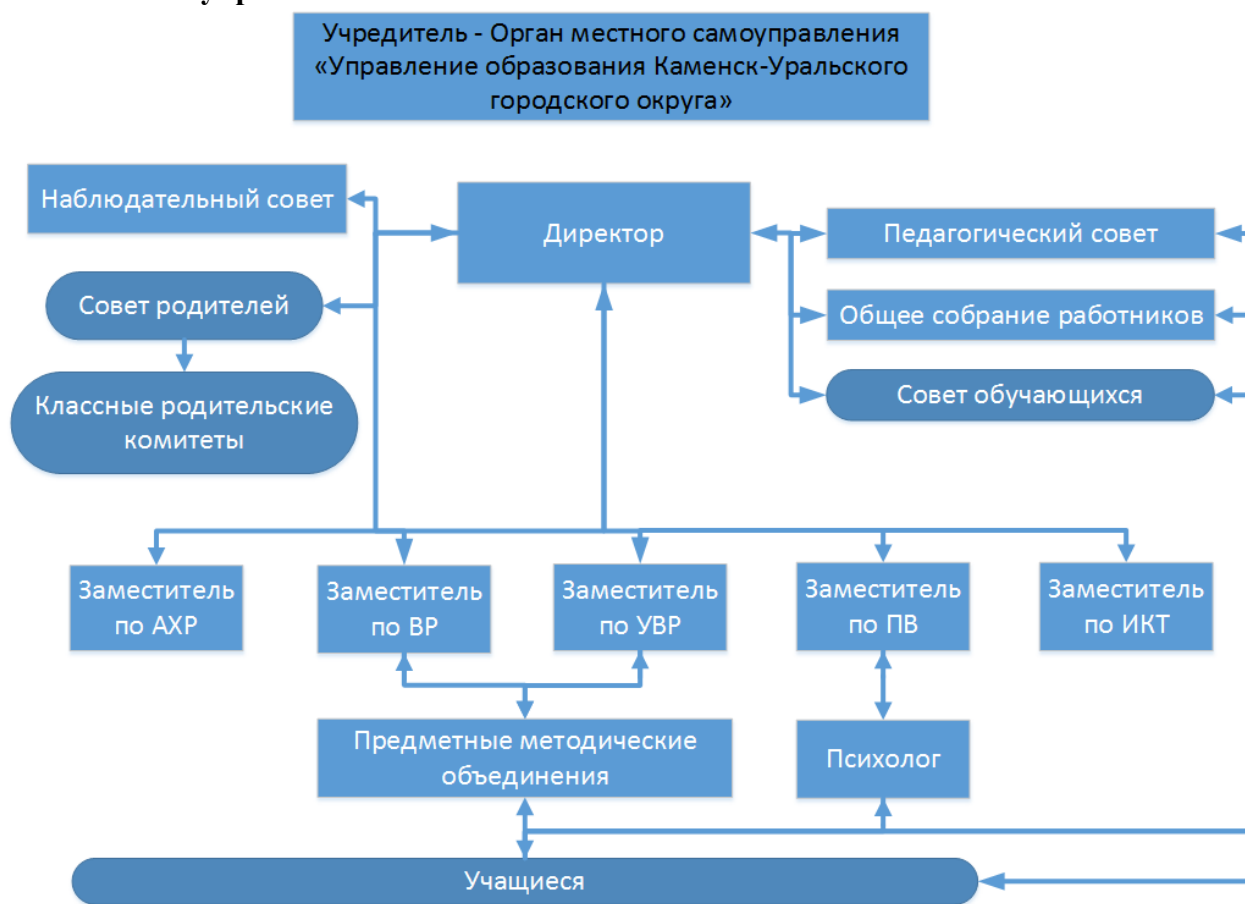 Учредитель - Орган местного самоуправления
«Управление образования Каменск-Уральского
городского округа»
Наблюдательный совет
Директор
Педагогический совет
Совет родителей
Общее собрание работников
Классные родительские
комитеты
Совет обучающихся
Заместитель
по АХР
Заместитель
по ВР
Заместитель
по УВР
Заместитель
по ПВ
Заместитель
по ИКТ
Предметные методические
объединения
Психолог
Учащиеся